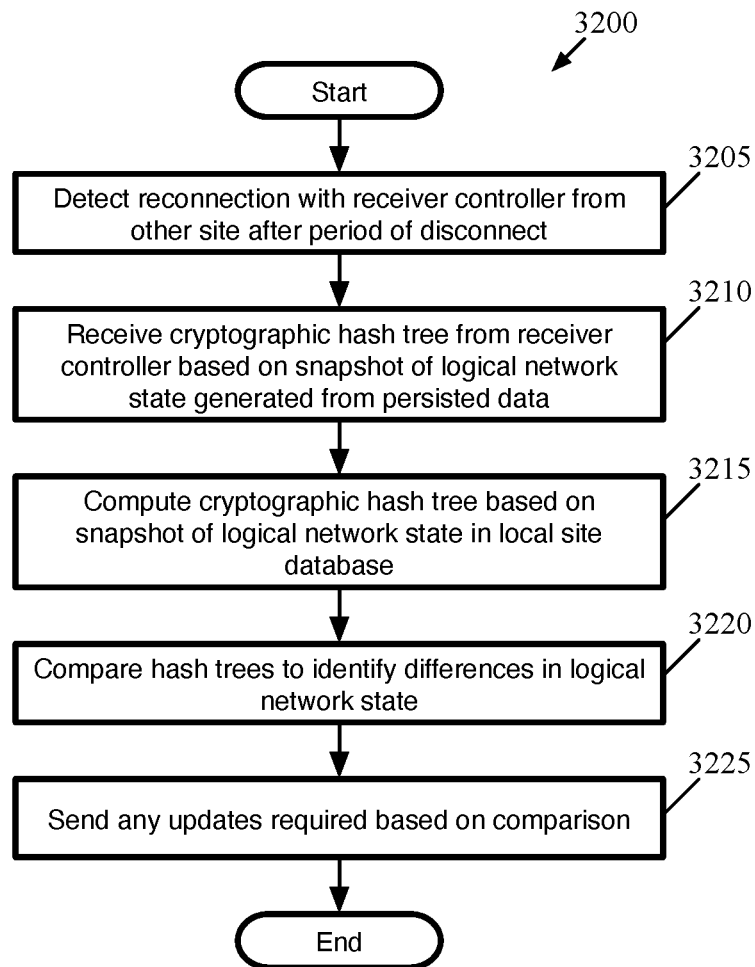 3200
Start
3205
Detect reconnection with receiver controller from
other site after period of disconnect
3210
Receive cryptographic hash tree from receiver
controller based on snapshot of logical network
state generated from persisted data
3215
Compute cryptographic hash tree based on
snapshot of logical network state in local site
database
3220
Compare hash trees to identify differences in logical
network state
3225
Send any updates required based on comparison
End